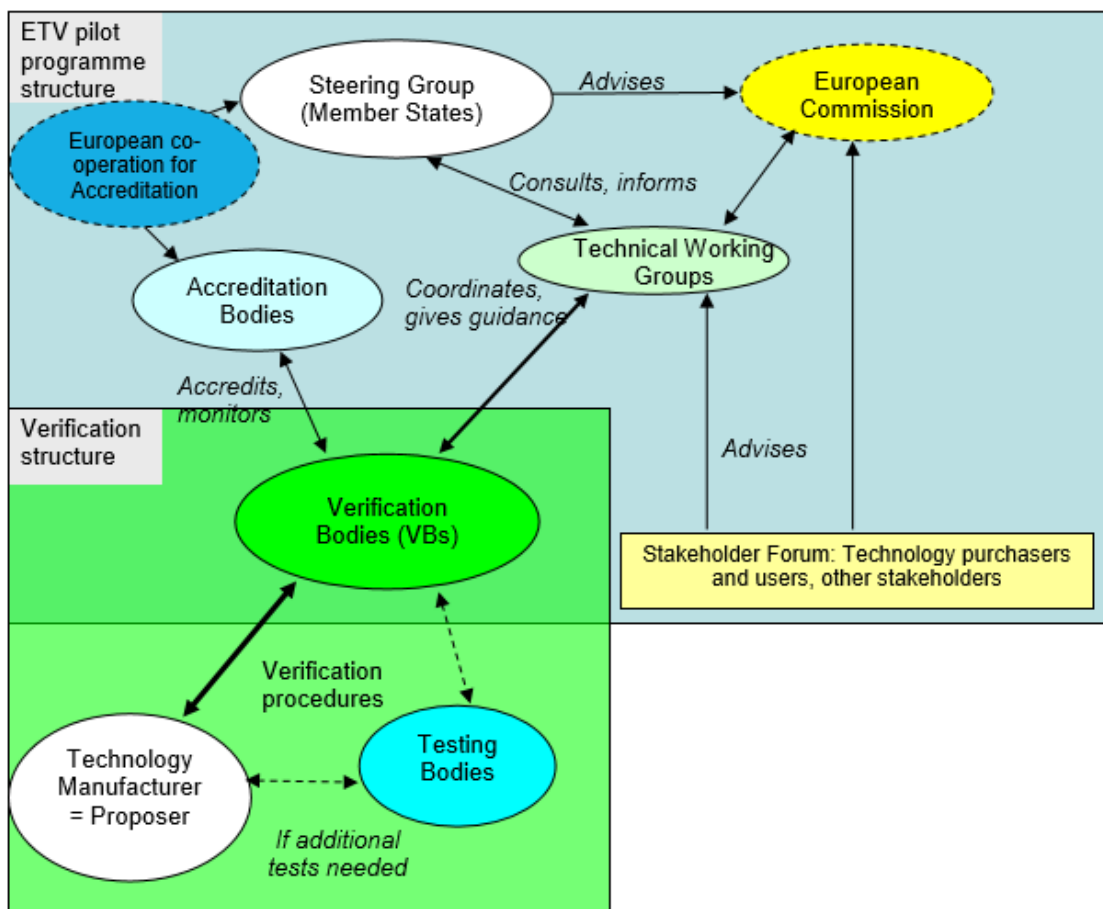 ETV pilot
programme
structure
Steering Group
(Member States)
Advises
European
Commission
European co-
operation for
Accreditation
Consults, informs
Technical Working
Groups
Accreditation
Bodies
Coordinates,
gives guidance
Accredits,
monitors
Verification
structure
Advises
Verification
Bodies (VBs)
Stakeholder Forum: Technology purchasers
and users, other stakeholders
Verification
procedures
Technology
Manufacturer
= Proposer
Testing
Bodies
If additional
tests needed